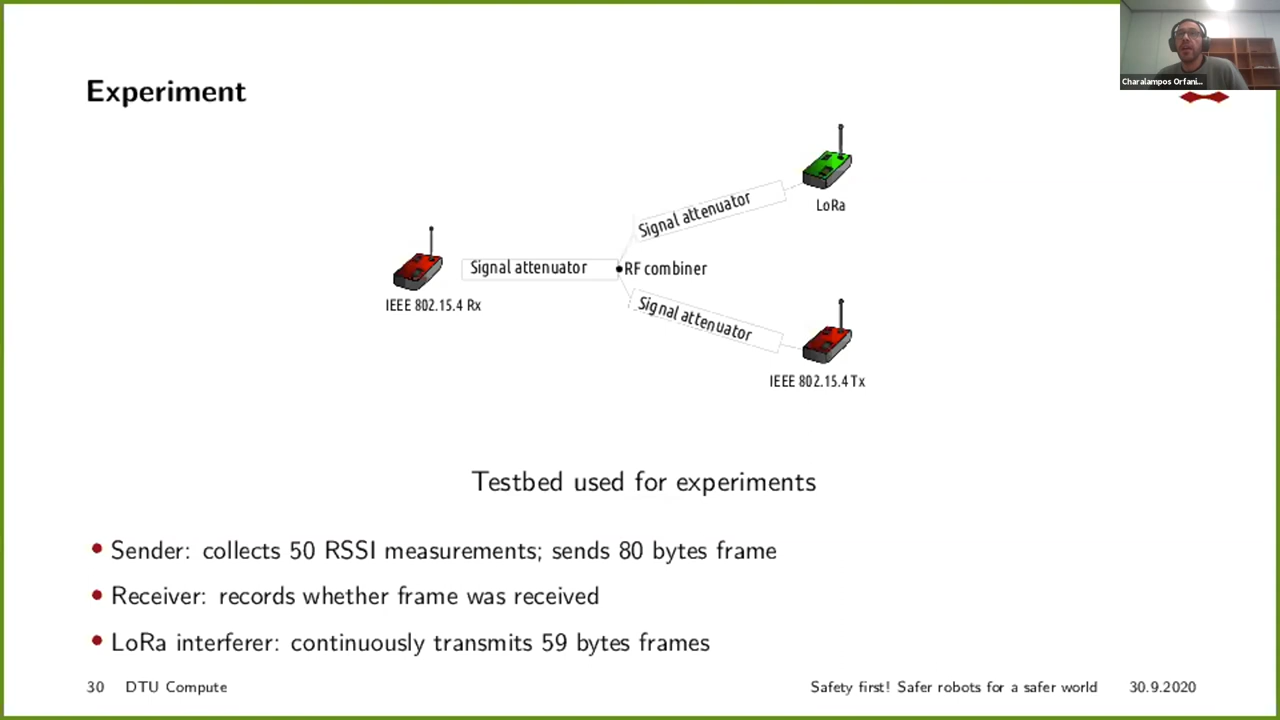 Charalampos Orfani...
Experiment
Signal attenuator
LoRa
Signal attenuator
RF combiner
IEEE 802.15.4 Rx
Signal attenuator
IEEE 802.15.4 Tx
Testbed used for experiments
• Sender: collects 50 RSSI measurements; sends 80 bytes frame
• Receiver: records whether frame was received
• LoRa interferer: continuously transmits 59 bytes frames
30 DTU Compute Safety first! Safer robots for a safer world 30.9.2020